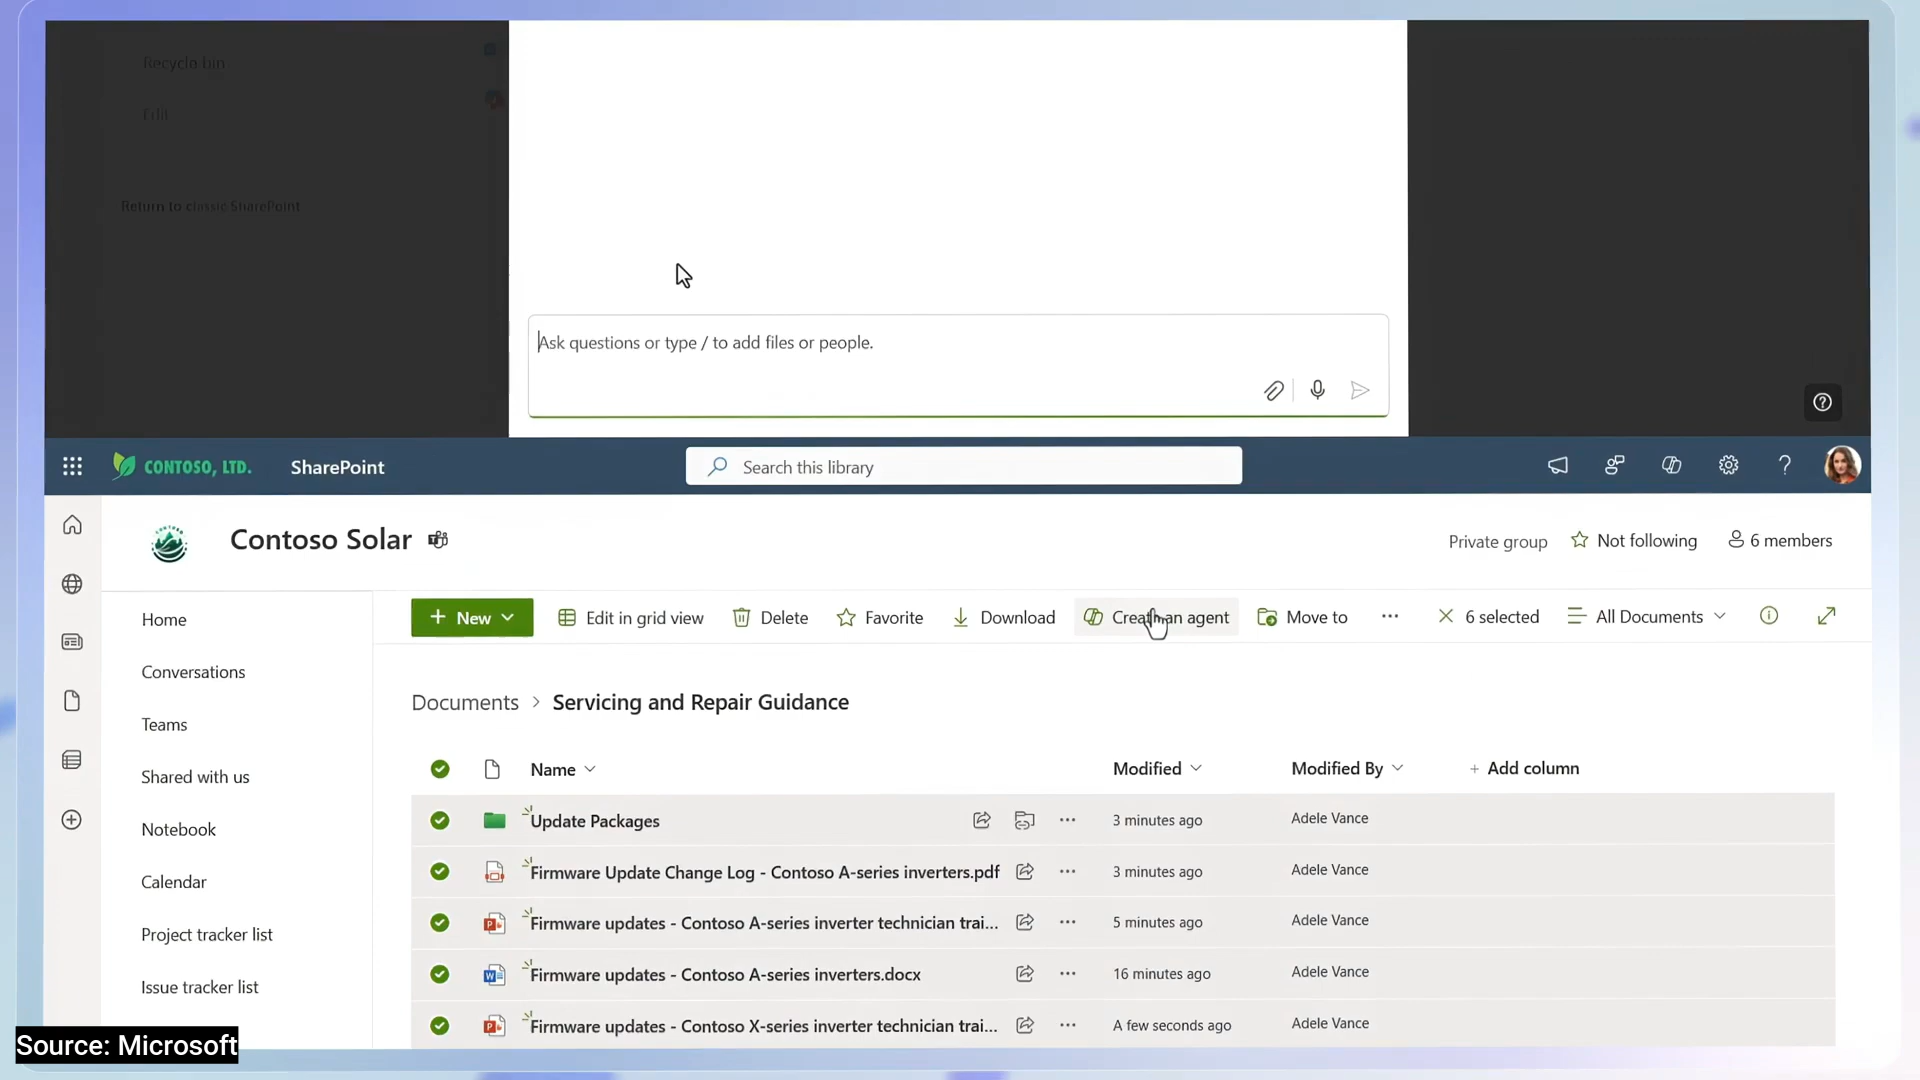 Recycle bin
Edit
Return to classic SharePoint
Ask questions or type / to add files or people.
CONTOSO, LTD. SharePoint Search this library
Contoso Solar Private group Not following 6 members
New Edit in grid view Delete Favorite Download Create an agent Move to 6 selected All Documents
Home
Conversations
Teams
Shared with us
Notebook
Calendar
Project tracker list
Issue tracker list
Documents > Servicing and Repair Guidance
Name Modified Modified By + Add column
Update Packages 3 minutes ago Adele Vance
Firmware Update Change Log - Contoso A-series inverters.pdf 3 minutes ago Adele Vance
Firmware updates - Contoso A-series inverter technician trai... 5 minutes ago Adele Vance
Firmware updates - Contoso A-series inverters.docx 16 minutes ago Adele Vance
Firmware updates - Contoso X-series inverter technician trai... A few seconds ago Adele Vance
Source: Microsoft